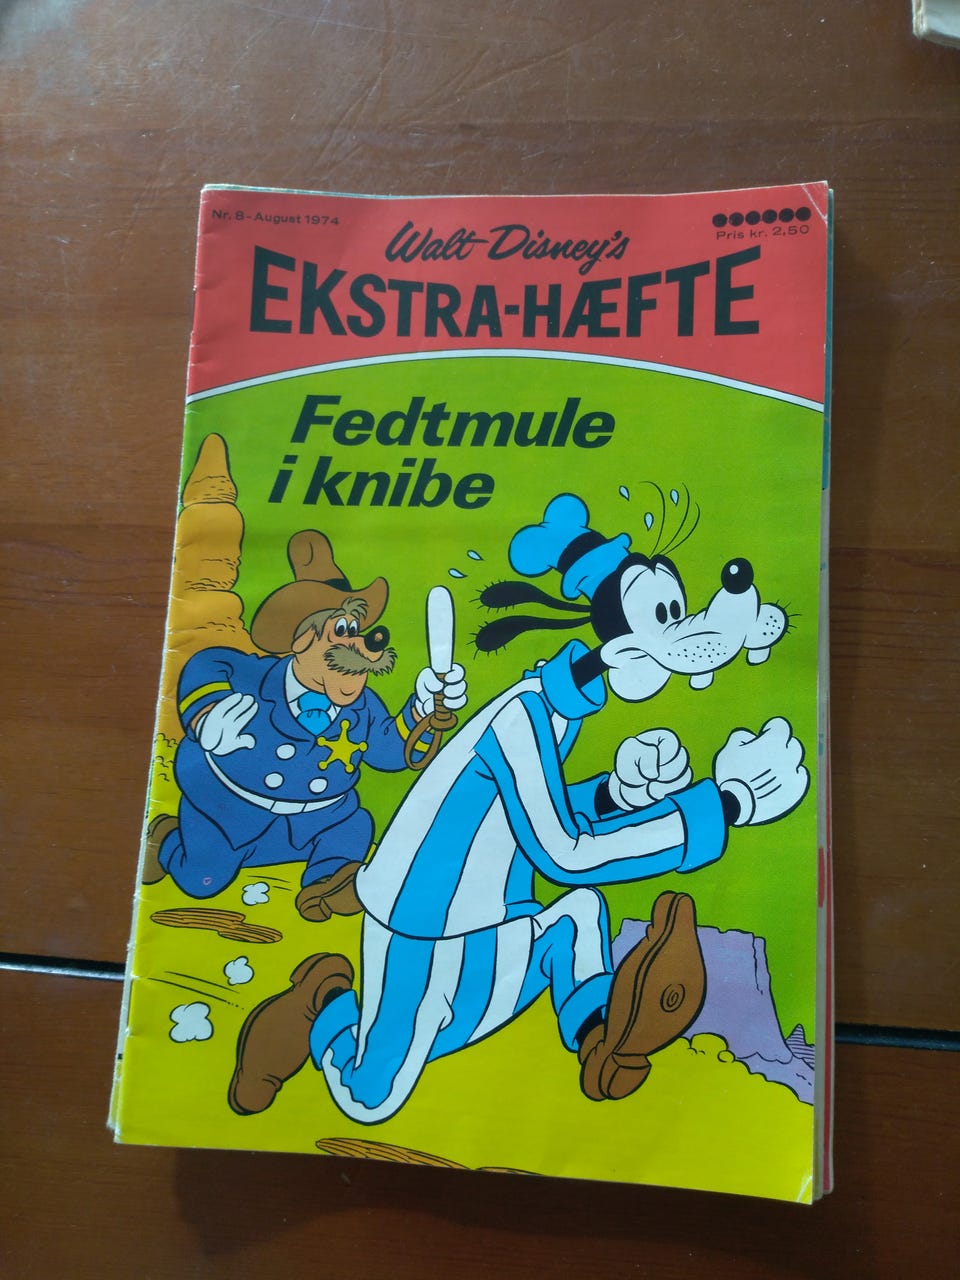 Nr. 8 - August 1974
Walt Disney's
Pris kr. 2,50
EKSTRA-HÆFTE
Fedtmule
i knibe